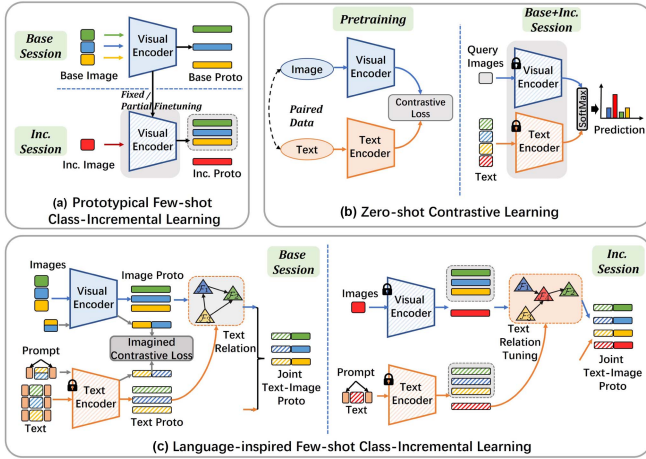 Base
Session
Visual
Encoder
Base Image
Base Proto
Fixed /
Partial Finetuning
Inc.
Session
Visual
Encoder
Inc. Image
Inc. Proto
(a) Prototypical Few-shot
Class-Incremental Learning
Pretraining
Image
Visual
Encoder
Paired
Data
Contrastive
Loss
Text
Text
Encoder
Base+Inc.
Session
Query
Images
Visual
Encoder
SoftMax
Prediction
Text
Encoder
Text
(b) Zero-shot Contrastive Learning
Images
Visual
Encoder
Image Proto
Base
Session
Text
Relation
Imagined
Contrastive Loss
Prompt
Text
Encoder
Text
Text Proto
Joint
Text-Image
Proto
Inc.
Session
Images
Visual
Encoder
Text
Relation
Tuning
Prompt
Text
Encoder
Text
Joint
Text-Image
Proto
(c) Language-inspired Few-shot Class-Incremental Learning